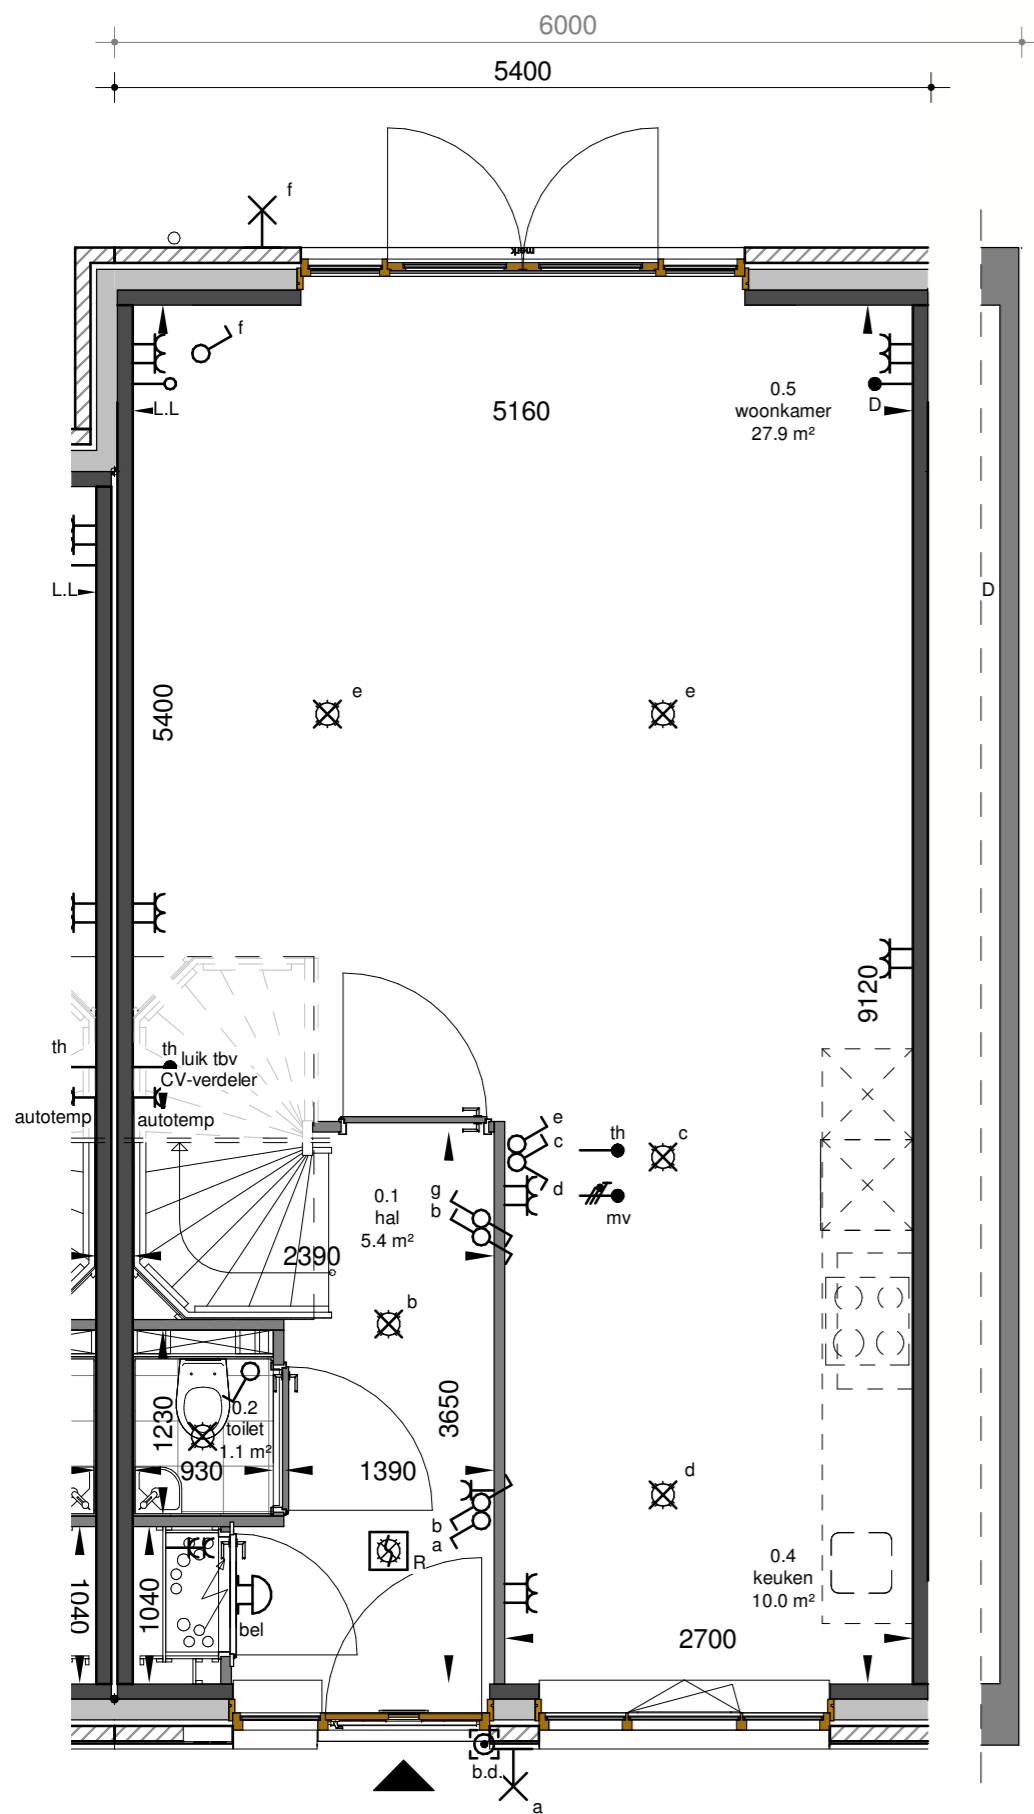 6000
5400
f
merk
f
L.L
5160
D
0.5
woonkamer
27.9 m²
L.L
D
5400
e
e
9120
th
th
luik tbv
CV-verdeler
autotemp
autotemp
e
c
d
th
c
mv
g
b
0.1
hal
5.4 m²
2390
b
1230
0.2
toilet
1.1 m²
3650
930
1390
d
b
a
R
0.4
keuken
10.0 m²
1040
1040
bel
2700
b.d.
a